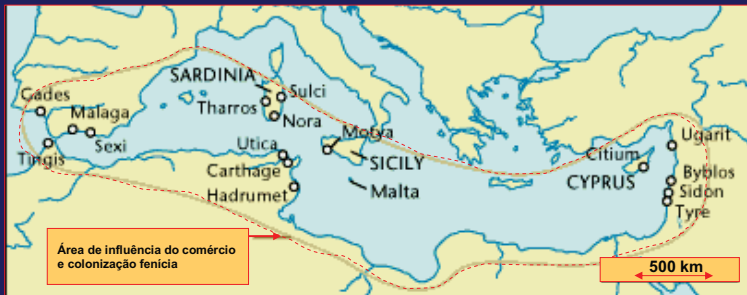 SARDINIA
Sulci
Cades
Tharros
Malaga
Nora
Motya
Ugarit
Tingis
Sexi
Utica
SICILY
Citium
Carthage
CYPRUS
Byblos
Hadrumet
Malta
Sidon
Tyre
Área de influência do comércio
e colonização fenícia
500 km